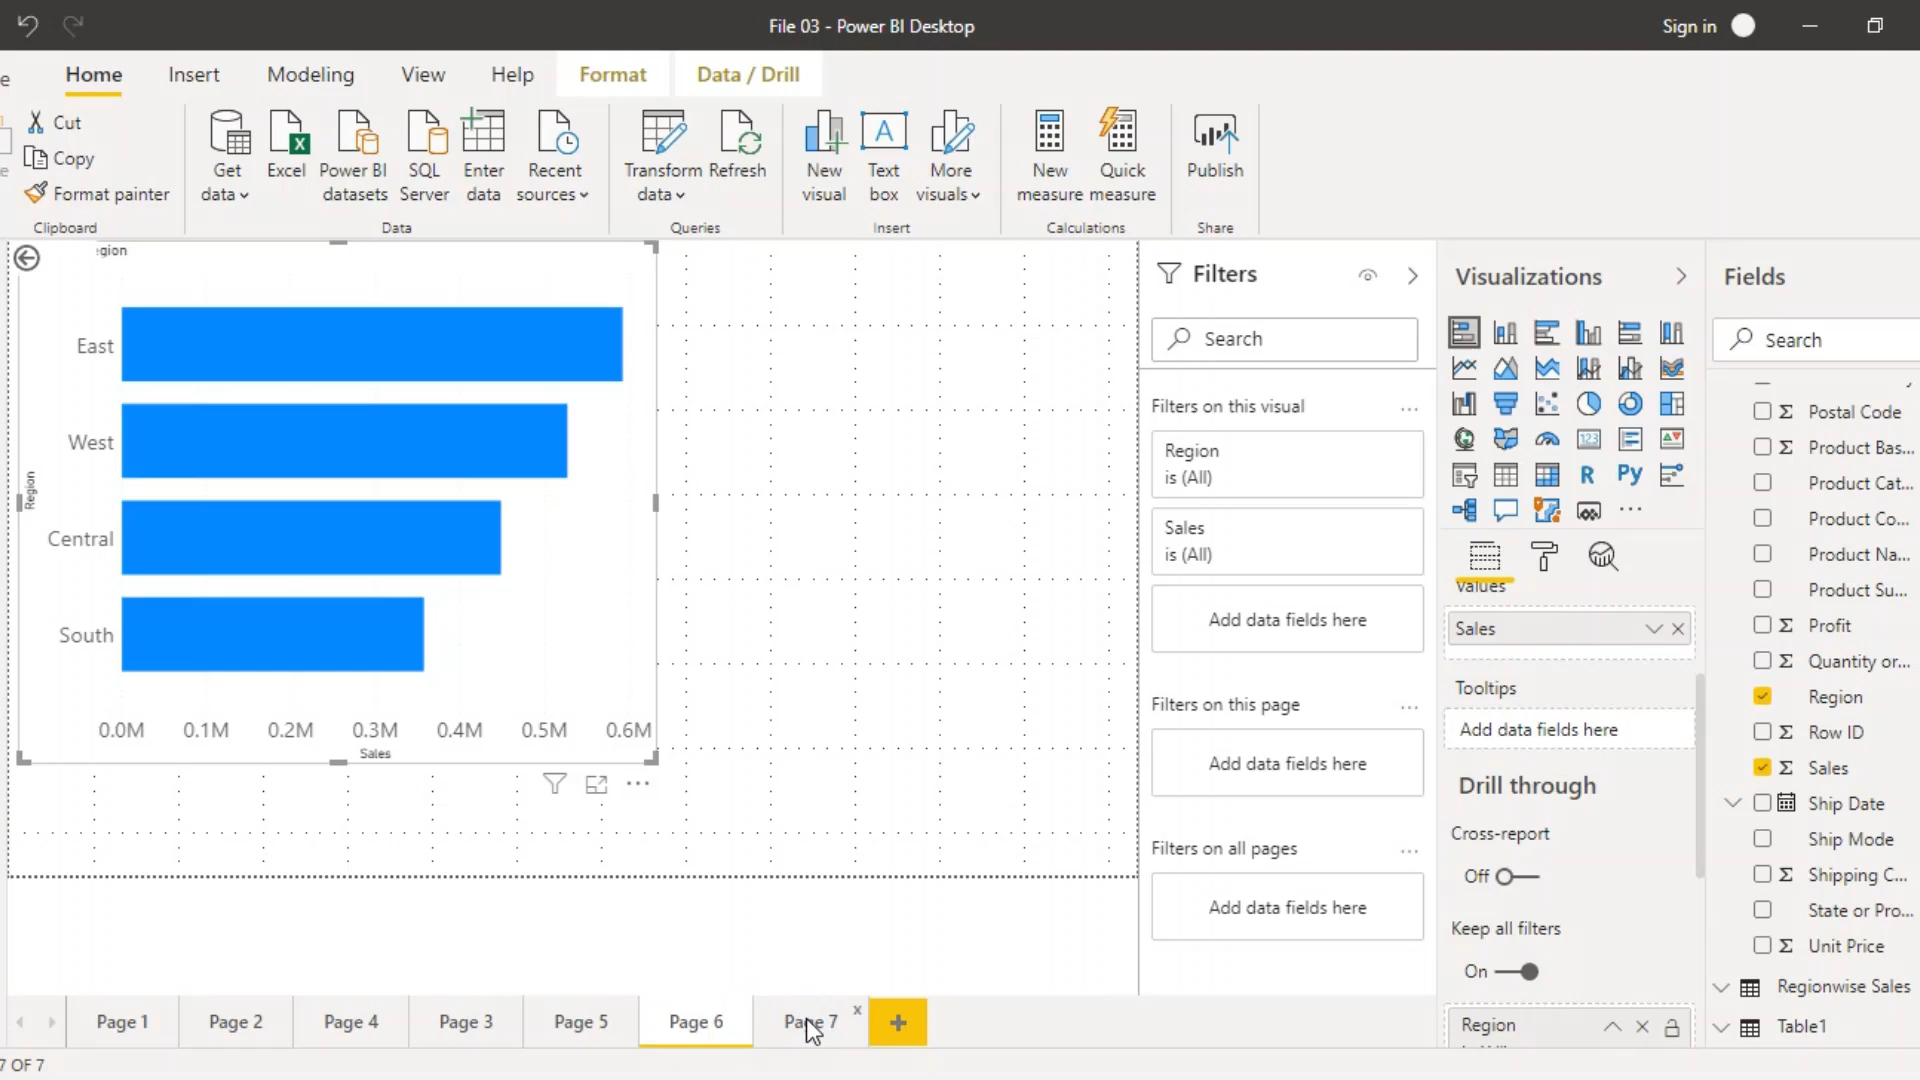 File 03 - Power BI Desktop
Sign in
Home Insert Modeling View Help Format Data / Drill
Cut
Copy
Format painter
Clipboard
Get data
Excel
Power BI datasets
SQL Server
Enter data
Recent sources
Data
Transform data
Refresh
Queries
New visual
Text box
More visuals
Insert
New measure
Quick measure
Calculations
Publish
Share
egion
East
West
Central
South
Region
0.0M 0.1M 0.2M 0.3M 0.4M 0.5M 0.6M
Sales
Filters
Search
Filters on this visual
Region
is (All)
Sales
is (All)
Add data fields here
Filters on this page
Add data fields here
Filters on all pages
Add data fields here
Visualizations
123
R
Py
Values
Sales
Tooltips
Add data fields here
Drill through
Cross-report
Off
Keep all filters
On
Region
Fields
Search
Postal Code
Product Bas...
Product Cat...
Product Co...
Product Na...
Product Su...
Profit
Quantity or...
Region
Row ID
Sales
Ship Date
Ship Mode
Shipping C...
State or Pro...
Unit Price
Regionwise Sales
Table1
Page 1 Page 2 Page 4 Page 3 Page 5 Page 6 Page 7
7 OF 7